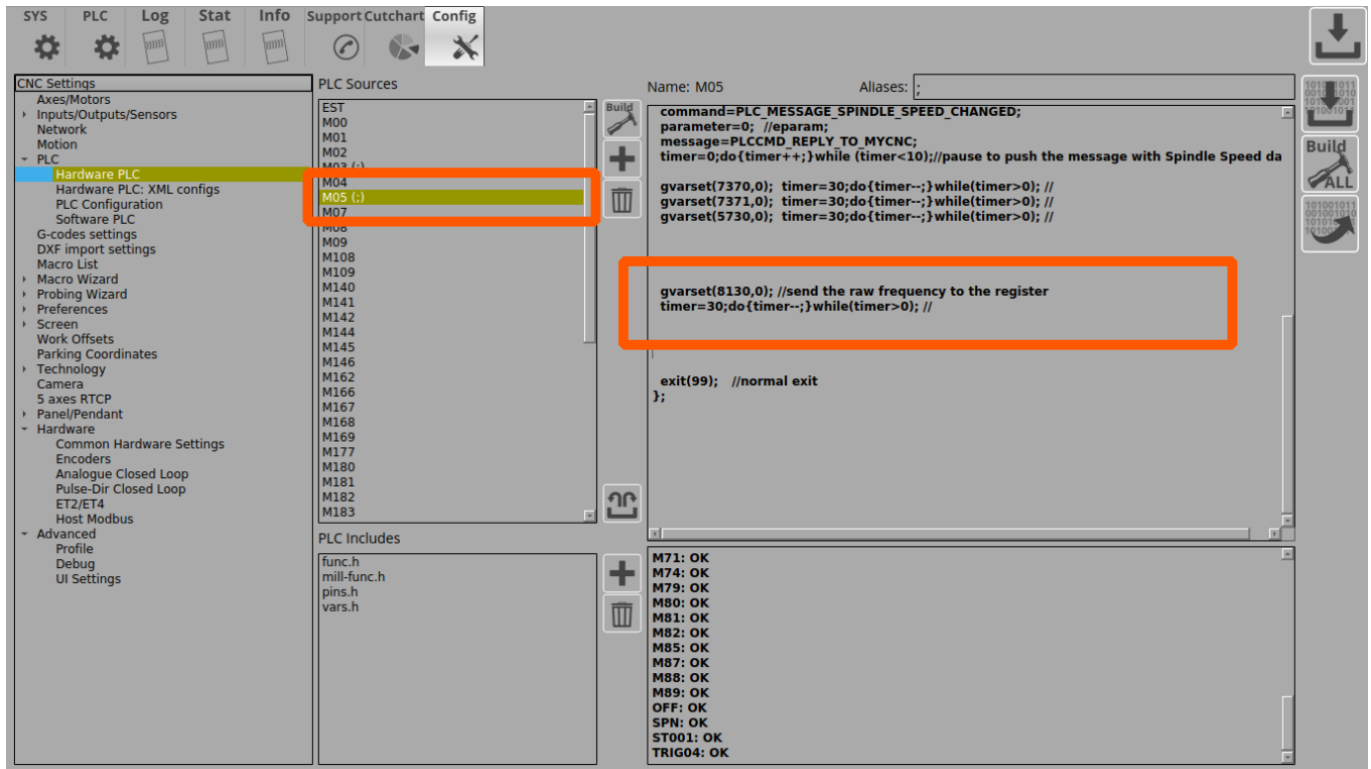 SYS PLC Log Stat Info Support Cutchart Config
CNC Settings
Axes/Motors
Inputs/Outputs/Sensors
Network
Motion
PLC
Hardware PLC
Hardware PLC: XML configs
PLC Configuration
Software PLC
G-codes settings
DXF import settings
Macro List
Macro Wizard
Probing Wizard
Preferences
Screen
Work Offsets
Parking Coordinates
Technology
Camera
5 axes RTCP
Panel/Pendant
Hardware
Common Hardware Settings
Encoders
Analogue Closed Loop
Pulse-Dir Closed Loop
ET2/ET4
Host Modbus
Advanced
Profile
Debug
UI Settings
PLC Sources
EST
M00
M01
M02
M03 (;)
M04
M05 (;)
M07
M08
M09
M108
M109
M140
M141
M142
M144
M145
M146
M162
M166
M167
M168
M169
M177
M180
M181
M182
M183
PLC Includes
func.h
mill-func.h
pins.h
vars.h
Build
Name: M05 Aliases: ;
command=PLC_MESSAGE_SPINDLE_SPEED_CHANGED;
parameter=0; //eparam;
message=PLCCMD_REPLY_TO_MYCNC;
timer=0;do{timer++;}while (timer<10);//pause to push the message with Spindle Speed da
gvarset(7370,0); timer=30;do{timer--;}while(timer>0); //
gvarset(7371,0); timer=30;do{timer--;}while(timer>0); //
gvarset(5730,0); timer=30;do{timer--;}while(timer>0); //
gvarset(8130,0); //send the raw frequency to the register
timer=30;do{timer--;}while(timer>0); //
exit(99); //normal exit
};
M71: OK
M74: OK
M79: OK
M80: OK
M81: OK
M82: OK
M85: OK
M87: OK
M88: OK
M89: OK
OFF: OK
SPN: OK
ST001: OK
TRIG04: OK
Build
ALL